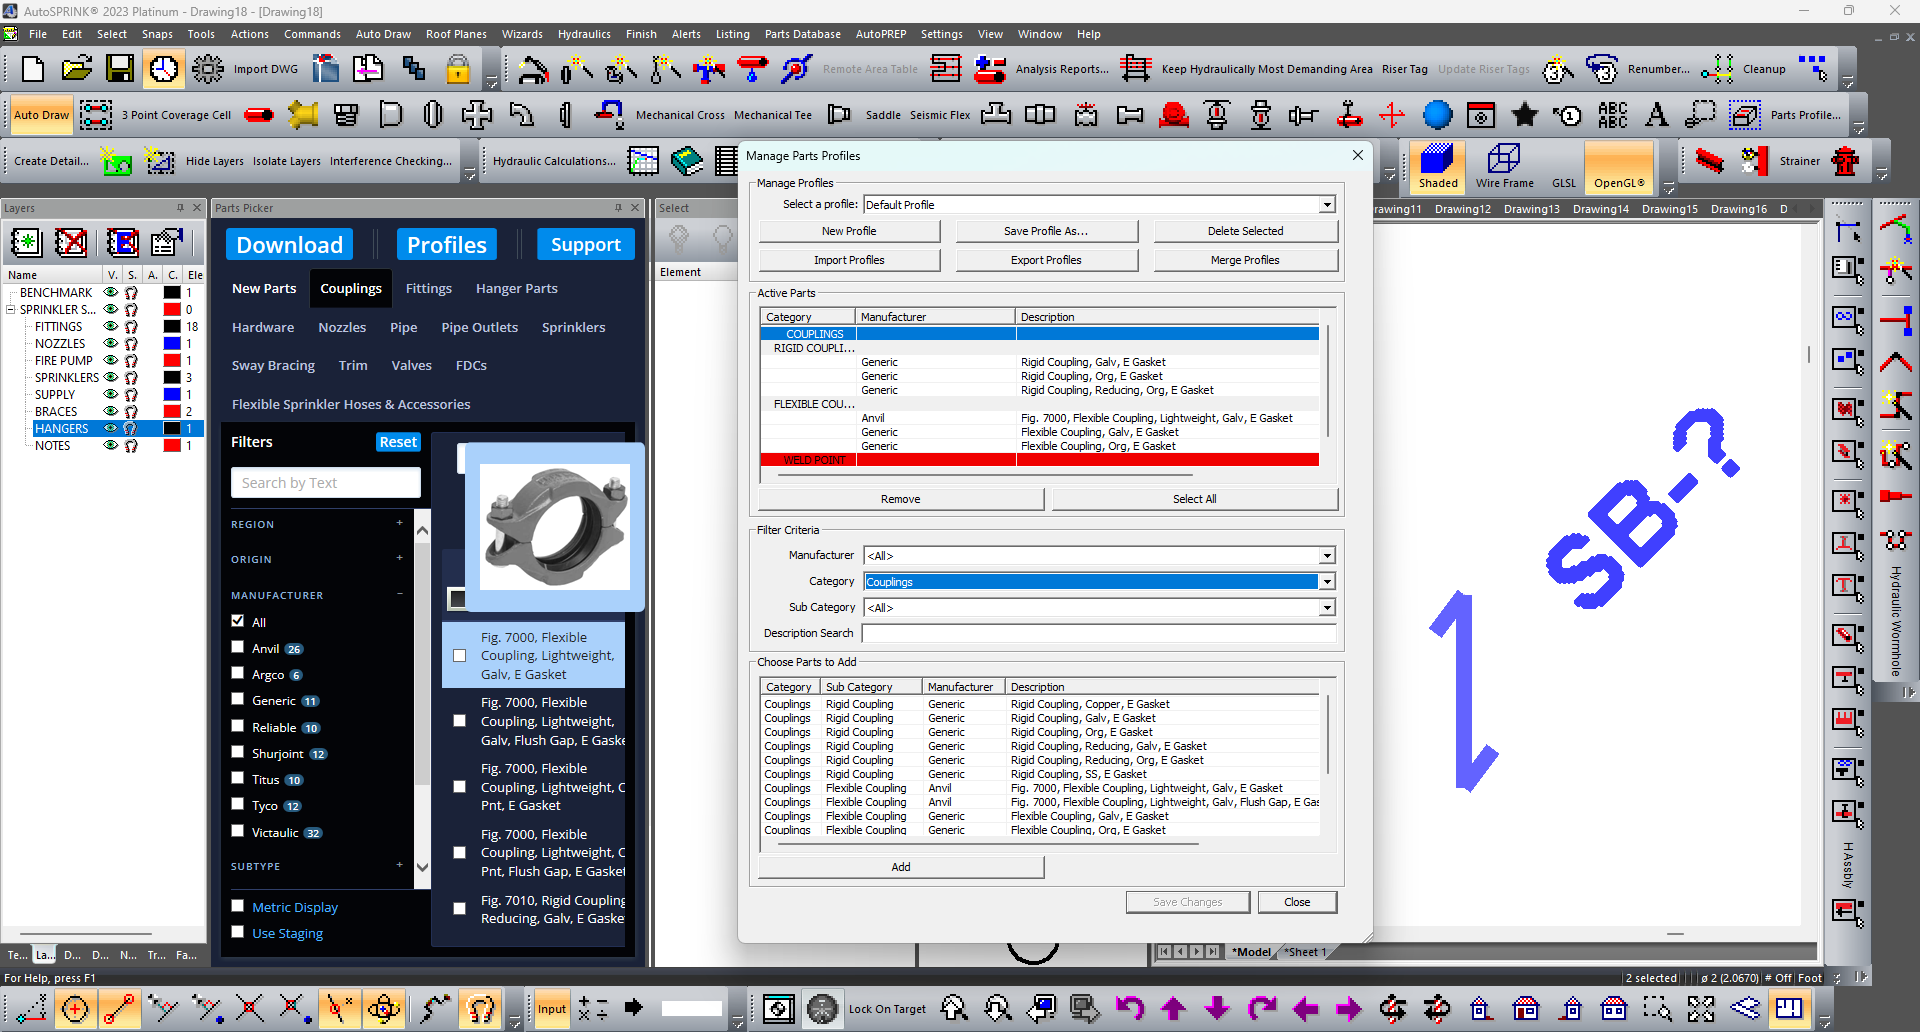 AutoSPRINK® 2023 Platinum - Drawing18 - [Drawing18]
File Edit Select Snaps Tools Actions Commands Auto Draw Roof Planes Wizards Hydraulics Finish Alerts Listing Parts Database AutoPREP Settings View Window Help
Import DWG Remote Area Table Analysis Reports... Keep Hydraulically Most Demanding Area Riser Tag Update Riser Tags Renumber... Cleanup
Auto Draw 3 Point Coverage Cell Mechanical Cross Mechanical Tee Saddle Seismic Flex ABC ABC A Parts Profile...
Create Detail... Hide Layers Isolate Layers Interference Checking... Hydraulic Calculations...
Shaded Wire Frame GLSL OpenGL® Strainer
Layers
Name V. S. A. C. Ele
BENCHMARK 1
SPRINKLER S... 0
FITTINGS 18
NOZZLES 1
FIRE PUMP 1
SPRINKLERS 3
SUPPLY 1
BRACES 2
HANGERS 1
NOTES 1
Te... La... D... D... N... Tr... Fa...
Parts Picker
Download Profiles Support
New Parts Couplings Fittings Hanger Parts
Hardware Nozzles Pipe Pipe Outlets Sprinklers
Sway Bracing Trim Valves FDCs
Flexible Sprinkler Hoses & Accessories
Filters Reset
Search by Text
REGION +
ORIGIN +
MANUFACTURER −
All
Anvil 26
Argco 6
Generic 11
Reliable 10
Shurjoint 12
Titus 10
Tyco 12
Victaulic 32
SUBTYPE +
Metric Display
Use Staging
Fig. 7000, Flexible
Coupling, Lightweight,
Galv, E Gasket
Fig. 7000, Flexible
Coupling, Lightweight,
Galv, Flush Gap, E Gaske
Fig. 7000, Flexible
Coupling, Lightweight, C
Pnt, E Gasket
Fig. 7000, Flexible
Coupling, Lightweight, C
Pnt, Flush Gap, E Gasket
Fig. 7010, Rigid Coupling
Reducing, Galv, E Gaske
Select
Element
Manage Parts Profiles
Manage Profiles
Select a profile: Default Profile
New Profile Save Profile As... Delete Selected
Import Profiles Export Profiles Merge Profiles
Active Parts
Category Manufacturer Description
COUPLINGS
RIGID COUPLI...
Generic Rigid Coupling, Galv, E Gasket
Generic Rigid Coupling, Org, E Gasket
Generic Rigid Coupling, Reducing, Org, E Gasket
FLEXIBLE COU...
Anvil Fig. 7000, Flexible Coupling, Lightweight, Galv, E Gasket
Generic Flexible Coupling, Galv, E Gasket
Generic Flexible Coupling, Org, E Gasket
WELD POINT
Remove Select All
Filter Criteria
Manufacturer <All>
Category Couplings
Sub Category <All>
Description Search
Choose Parts to Add
Category Sub Category Manufacturer Description
Couplings Rigid Coupling Generic Rigid Coupling, Copper, E Gasket
Couplings Rigid Coupling Generic Rigid Coupling, Galv, E Gasket
Couplings Rigid Coupling Generic Rigid Coupling, Org, E Gasket
Couplings Rigid Coupling Generic Rigid Coupling, Reducing, Galv, E Gasket
Couplings Rigid Coupling Generic Rigid Coupling, Reducing, Org, E Gasket
Couplings Rigid Coupling Generic Rigid Coupling, SS, E Gasket
Couplings Flexible Coupling Anvil Fig. 7000, Flexible Coupling, Lightweight, Galv, E Gasket
Couplings Flexible Coupling Anvil Fig. 7000, Flexible Coupling, Lightweight, Galv, Flush Gap, E Gas
Couplings Flexible Coupling Generic Flexible Coupling, Galv, E Gasket
Couplings Flexible Coupling Generic Flexible Coupling, Org, E Gasket
Add
Save Changes Close
rawing11 Drawing12 Drawing13 Drawing14 Drawing15 Drawing16 D
SB-?
Hydraulic Wormhole
HAssbly
*Model *Sheet 1
For Help, press F1
2 selected ø 2 (2.0670) # Off Foot
Input Lock On Target